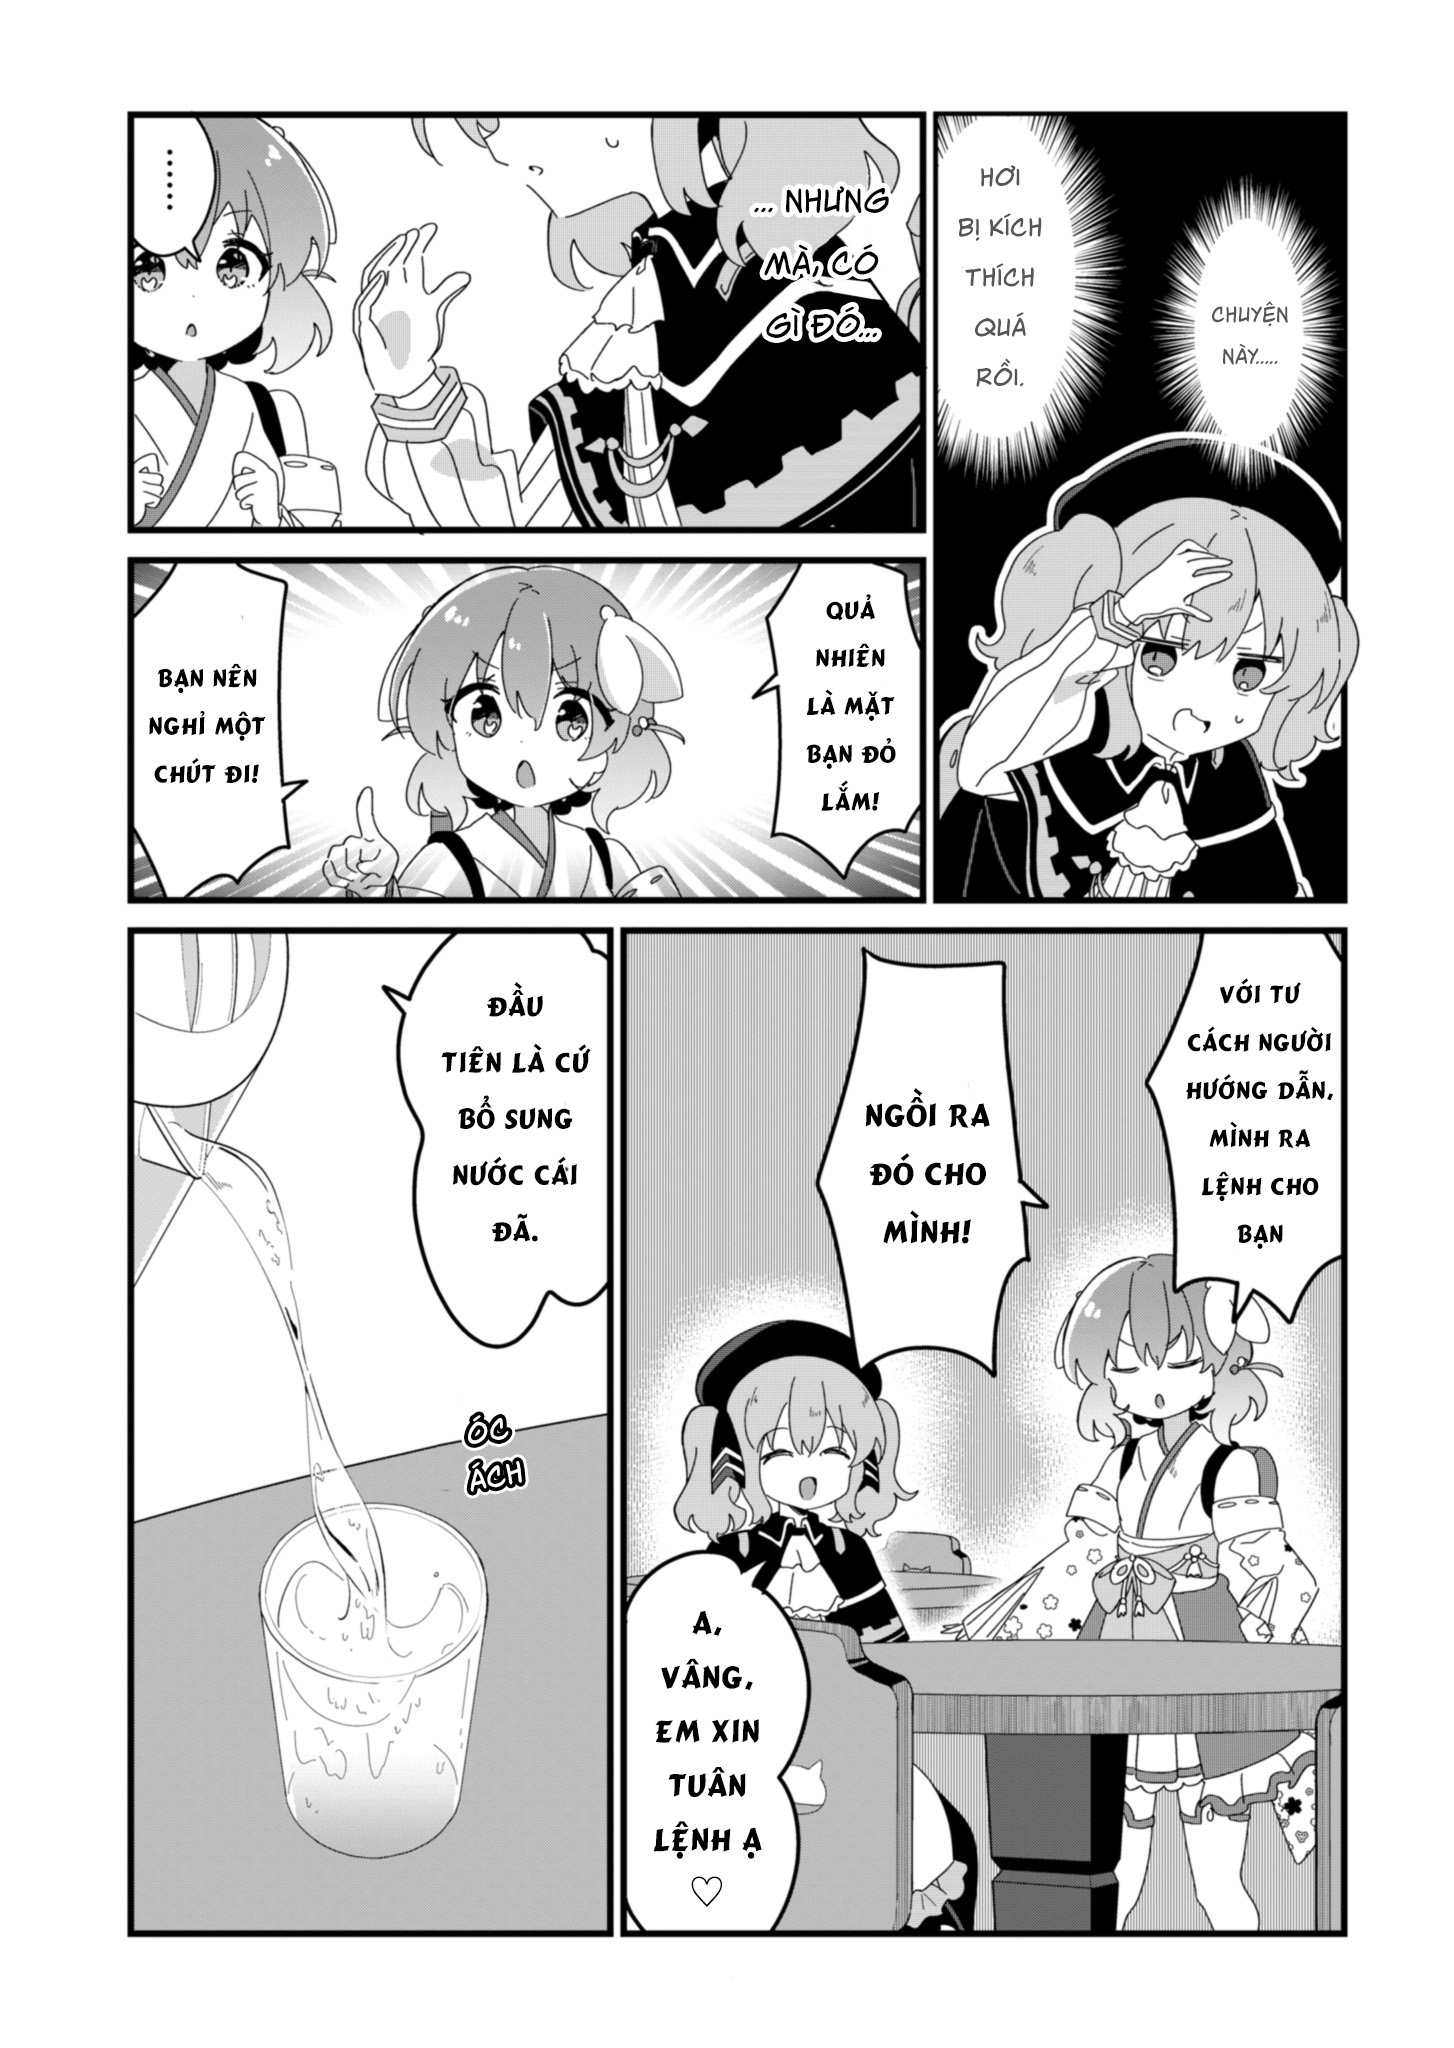 CHUYỆN
NÀY.....
HƠI
BỊ KÍCH
THÍCH
QUÁ
RỒI.
... NHƯNG
MÀ, CÓ
GÌ ĐÓ...
......
QUẢ
NHIÊN
LÀ MẶT
BẠN ĐỎ
LẮM!
BẠN NÊN
NGHỈ MỘT
CHÚT ĐI!
VỚI TƯ
CÁCH NGƯỜI
HƯỚNG DẪN,
MÌNH RA
LỆNH CHO
BẠN
NGỒI RA
ĐÓ CHO
MÌNH!
A,
VÂNG,
EM XIN
TUÂN
LỆNH Ạ
♡
ĐẦU
TIÊN LÀ CỨ
BỔ SUNG
NƯỚC CÁI
ĐÃ.
ÓC
ÁCH